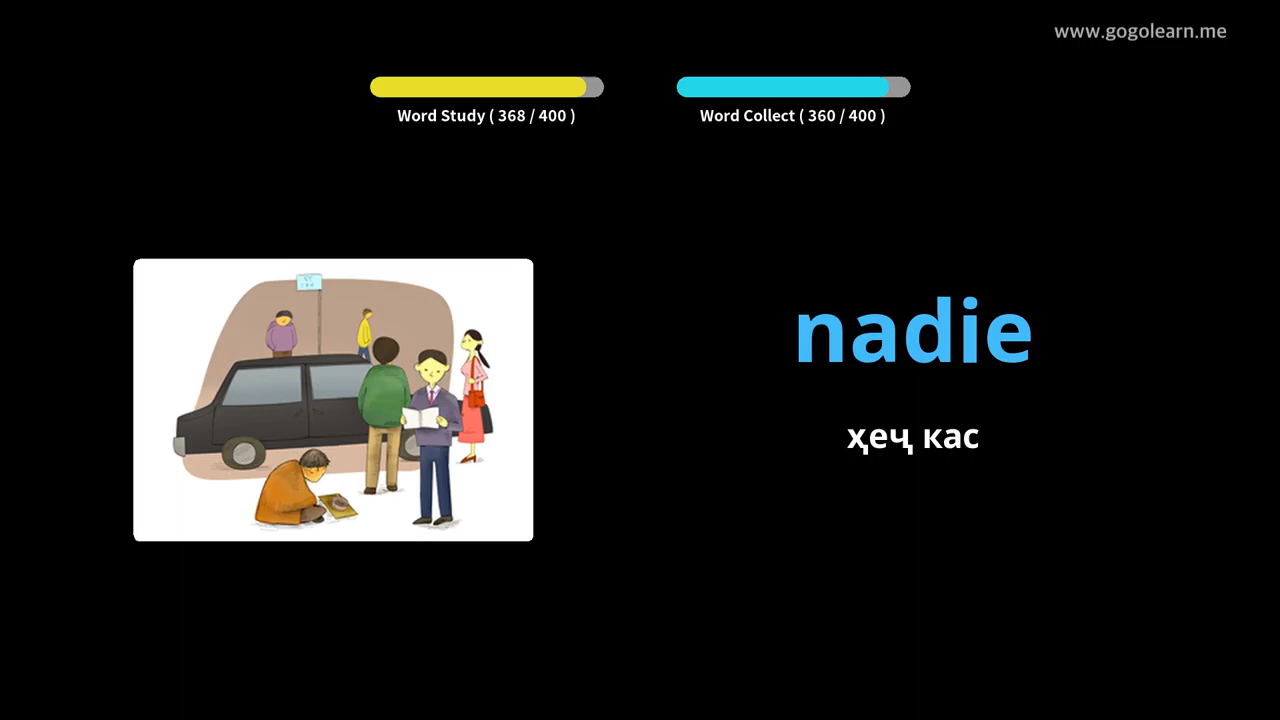 www.gogolearn.me
Word Study ( 368 / 400 )
Word Collect ( 360 / 400 )
nadie
ҳеҷ кас